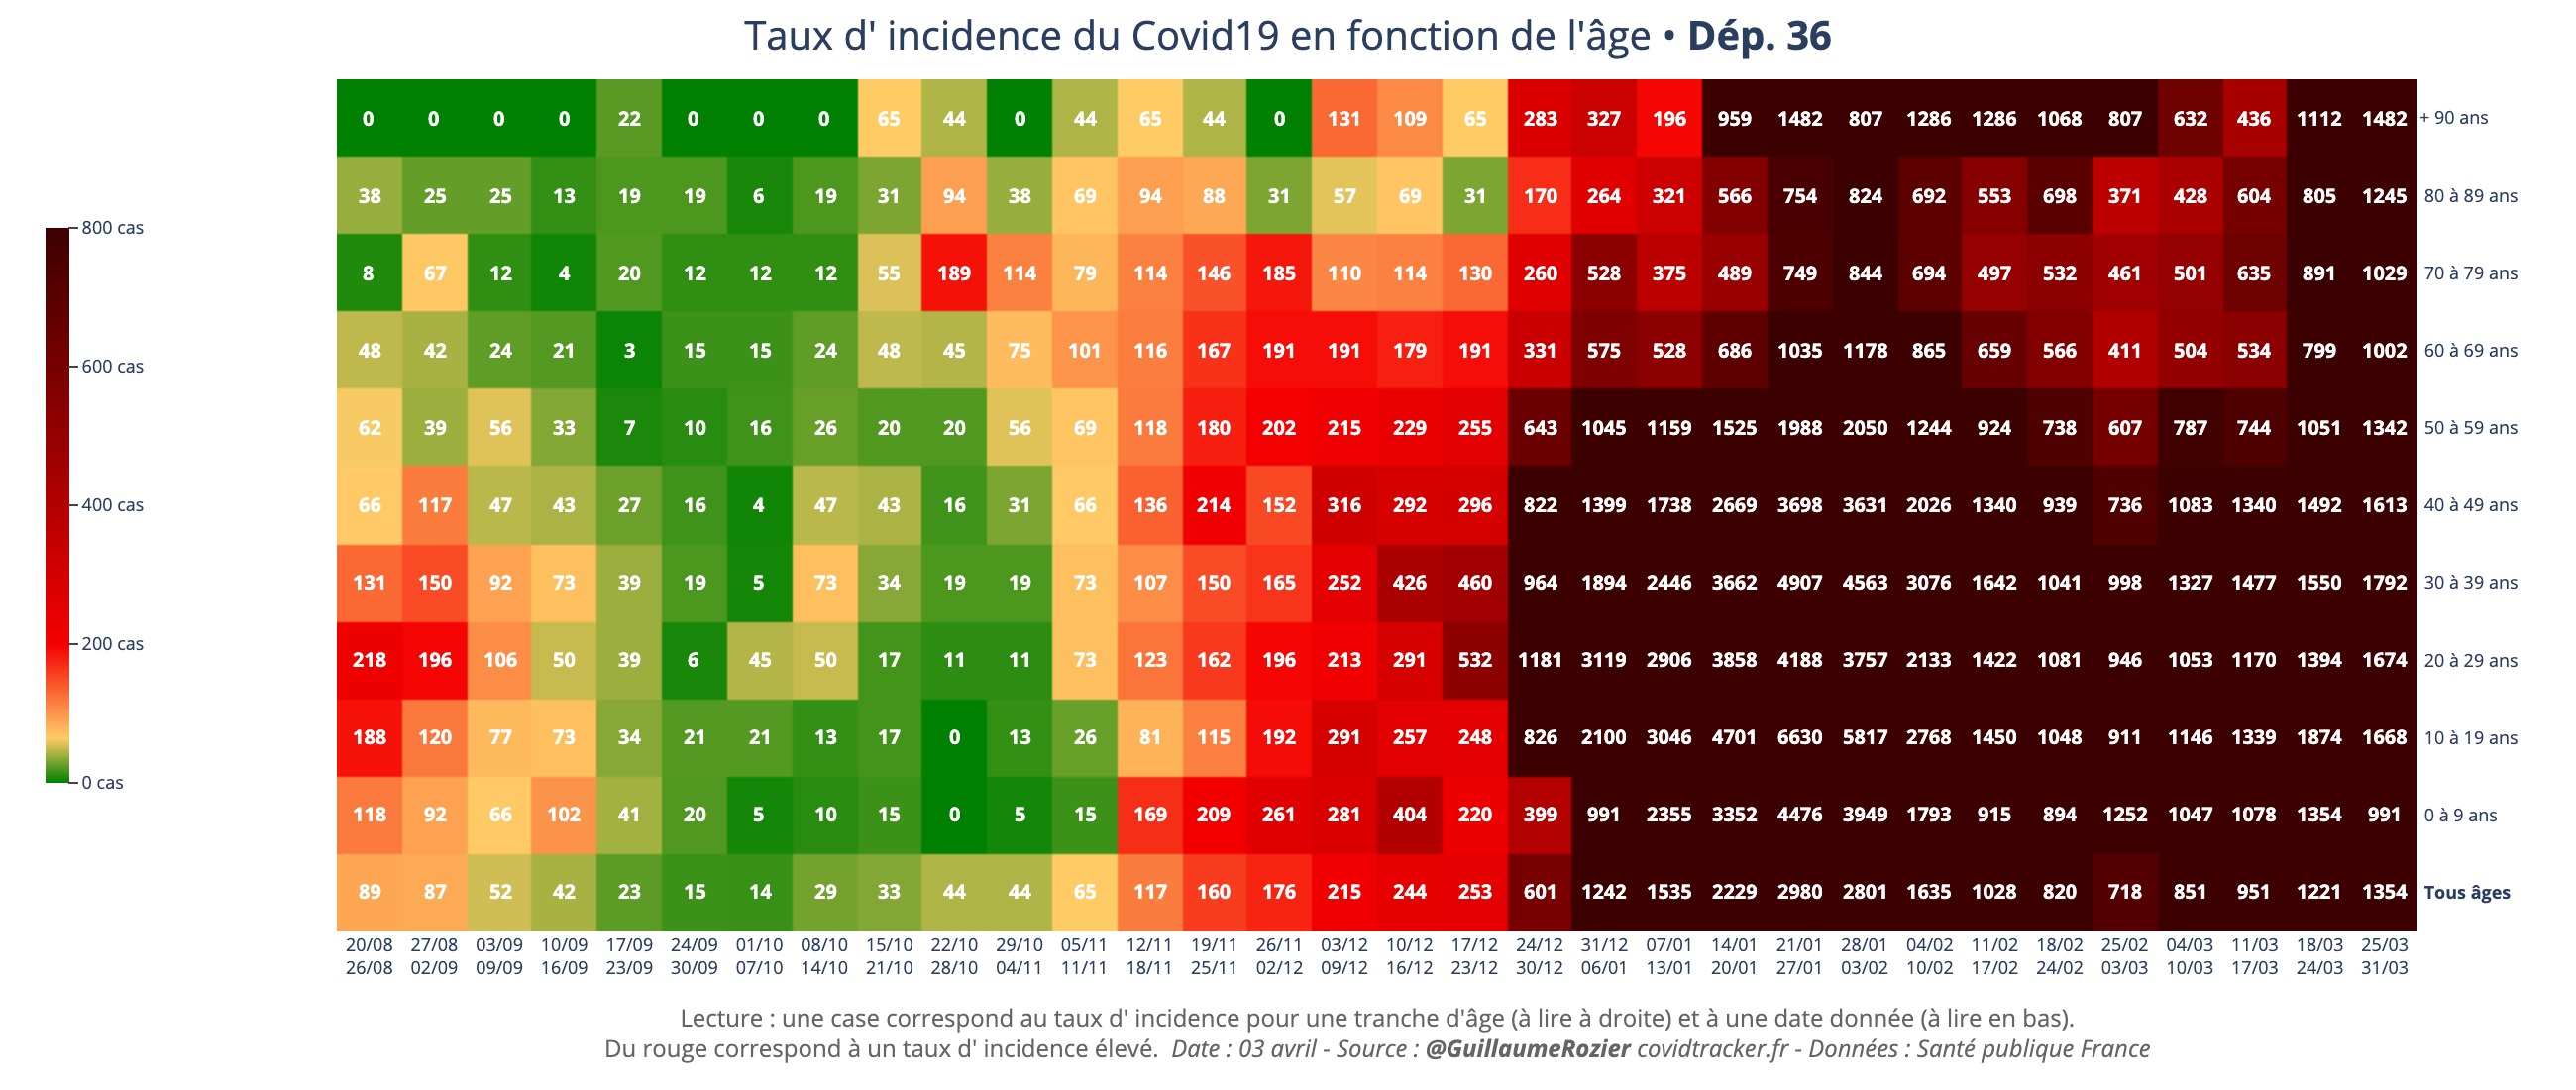 Taux d' incidence du Covid19 en fonction de l'âge • Dép. 36
800 cas
600 cas
400 cas
200 cas
0 cas
0 0 0 0 22 0 0 0 65 44 0 44 65 44 0 131 109 65 283 327 196 959 1482 807 1286 1286 1068 807 632 436 1112 1482 + 90 ans
38 25 25 13 19 19 6 19 31 94 38 69 94 88 31 57 69 31 170 264 321 566 754 824 692 553 698 371 428 604 805 1245 80 à 89 ans
8 67 12 4 20 12 12 12 55 189 114 79 114 146 185 110 114 130 260 528 375 489 749 844 694 497 532 461 501 635 891 1029 70 à 79 ans
48 42 24 21 3 15 15 24 48 45 75 101 116 167 191 191 179 191 331 575 528 686 1035 1178 865 659 566 411 504 534 799 1002 60 à 69 ans
62 39 56 33 7 10 16 26 20 20 56 69 118 180 202 215 229 255 643 1045 1159 1525 1988 2050 1244 924 738 607 787 744 1051 1342 50 à 59 ans
66 117 47 43 27 16 4 47 43 16 31 66 136 214 152 316 292 296 822 1399 1738 2669 3698 3631 2026 1340 939 736 1083 1340 1492 1613 40 à 49 ans
131 150 92 73 39 19 5 73 34 19 19 73 107 150 165 252 426 460 964 1894 2446 3662 4907 4563 3076 1642 1041 998 1327 1477 1550 1792 30 à 39 ans
218 196 106 50 39 6 45 50 17 11 11 73 123 162 196 213 291 532 1181 3119 2906 3858 4188 3757 2133 1422 1081 946 1053 1170 1394 1674 20 à 29 ans
188 120 77 73 34 21 21 13 17 0 13 26 81 115 192 291 257 248 826 2100 3046 4701 6630 5817 2768 1450 1048 911 1146 1339 1874 1668 10 à 19 ans
118 92 66 102 41 20 5 10 15 0 5 15 169 209 261 281 404 220 399 991 2355 3352 4476 3949 1793 915 894 1252 1047 1078 1354 991 0 à 9 ans
89 87 52 42 23 15 14 29 33 44 44 65 117 160 176 215 244 253 601 1242 1535 2229 2980 2801 1635 1028 820 718 851 951 1221 1354 Tous âges
20/08 27/08 03/09 10/09 17/09 24/09 01/10 08/10 15/10 22/10 29/10 05/11 12/11 19/11 26/11 03/12 10/12 17/12 24/12 31/12 07/01 14/01 21/01 28/01 04/02 11/02 18/02 25/02 04/03 11/03 18/03 25/03
26/08 02/09 09/09 16/09 23/09 30/09 07/10 14/10 21/10 28/10 04/11 11/11 18/11 25/11 02/12 09/12 16/12 23/12 30/12 06/01 13/01 20/01 27/01 03/02 10/02 17/02 24/02 03/03 10/03 17/03 24/03 31/03
Lecture : une case correspond au taux d' incidence pour une tranche d'âge (à lire à droite) et à une date donnée (à lire en bas).
Du rouge correspond à un taux d' incidence élevé. Date : 03 avril - Source : @GuillaumeRozier covidtracker.fr - Données : Santé publique France